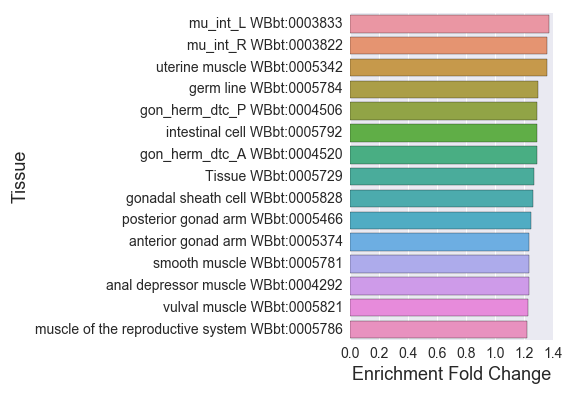 mu_int_L WBbt:0003833
mu_int_R WBbt:0003822
uterine muscle WBbt:0005342
germ line WBbt:0005784
gon_herm_dtc_P WBbt:0004506
intestinal cell WBbt:0005792
gon_herm_dtc_A WBbt:0004520
Tissue WBbt:0005729
gonadal sheath cell WBbt:0005828
posterior gonad arm WBbt:0005466
anterior gonad arm WBbt:0005374
smooth muscle WBbt:0005781
anal depressor muscle WBbt:0004292
vulval muscle WBbt:0005821
muscle of the reproductive system WBbt:0005786
Tissue
0.0 0.2 0.4 0.6 0.8 1.0 1.2 1.4
Enrichment Fold Change